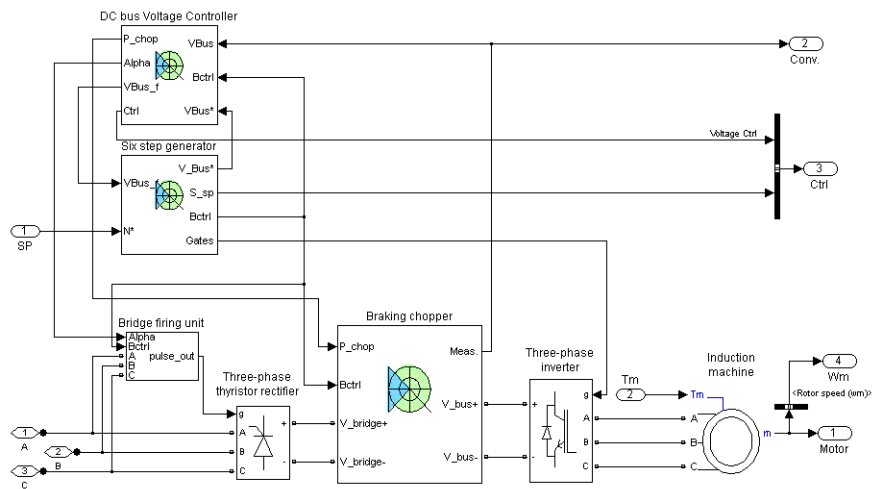 DC bus Voltage Controller
P_chop
VBus
Alpha
Bctrl
VBus_f
Ctrl
VBus*
2
Conv.
Voltage Ctrl
3
Ctrl
Six step generator
V_Bus*
VBus_f
S_sp
Bctrl
N*
Gates
1
SP
Bridge firing unit
Alpha
Bctrl
A
pulse_out
B
C
Three-phase
thyristor rectifier
g
A
+
B
C
-
1
A
2
B
3
C
Braking chopper
P_chop
Meas.
Bctrl
V_bus+
V_bridge+
V_bus-
V_bridge-
Three-phase
inverter
g
+
A
B
-
C
Tm
2
Induction
machine
Tm
A
B
m
C
4
Wm
<Rotor speed (wm)>
1
Motor